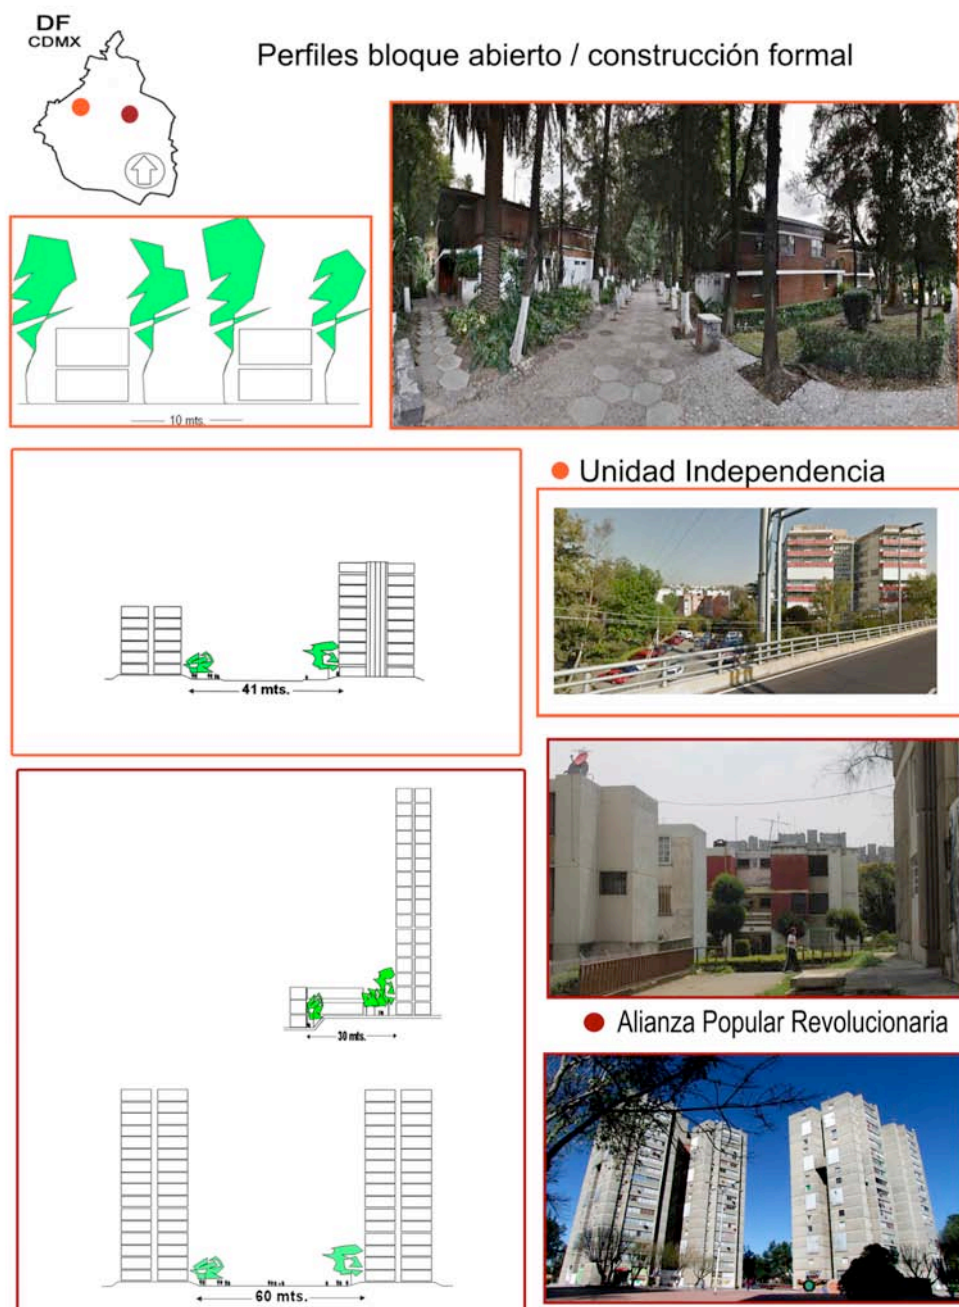 DF
CDMX
Perfiles bloque abierto / construcción formal
10 mts.
Unidad Independencia
41 mts.
Alianza Popular Revolucionaria
30 mts.
60 mts.